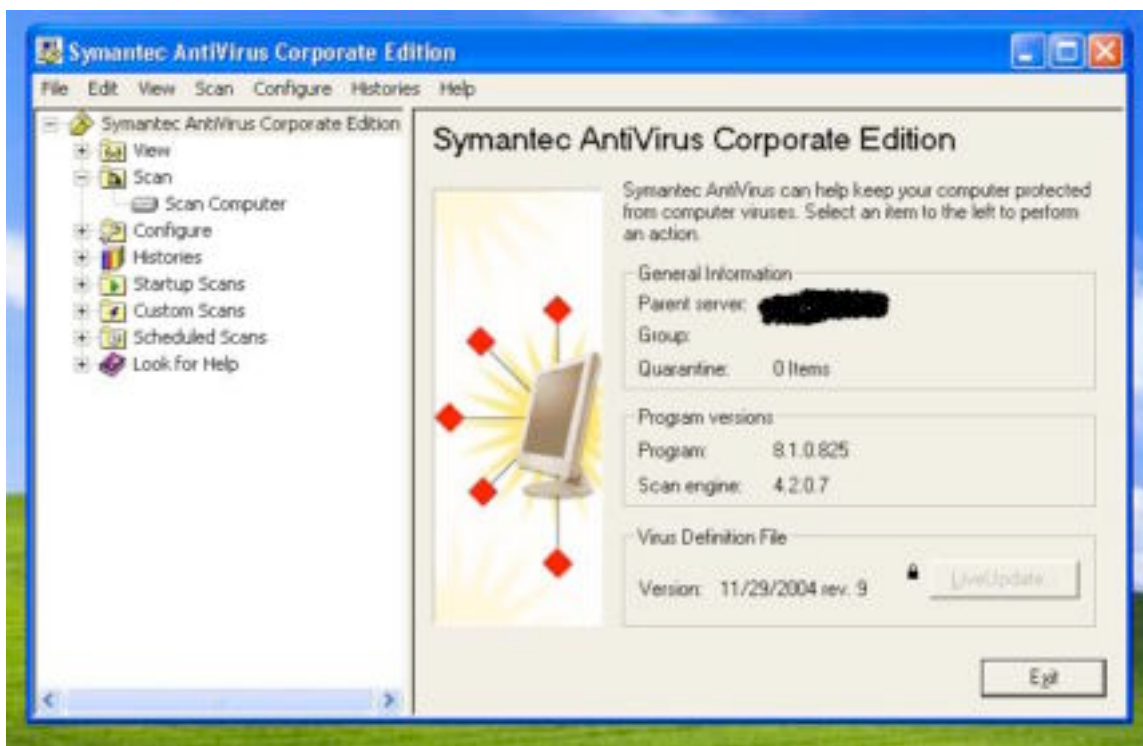 Symantec AntiVirus Corporate Edition
File Edit View Scan Configure Histories Help
Symantec AntiVirus Corporate Edition
View
Scan
Scan Computer
Configure
Histories
Startup Scans
Custom Scans
Scheduled Scans
Look for Help
Symantec AntiVirus Corporate Edition
Symantec AntiVirus can help keep your computer protected
from computer viruses. Select an item to the left to perform
an action.
General Information
Parent server:
Group:
Quarantine: 0 Items
Program versions
Program: 8.1.0.825
Scan engine: 4.2.0.7
Virus Definition File
Version: 11/29/2004 rev. 9
LiveUpdate...
Exit